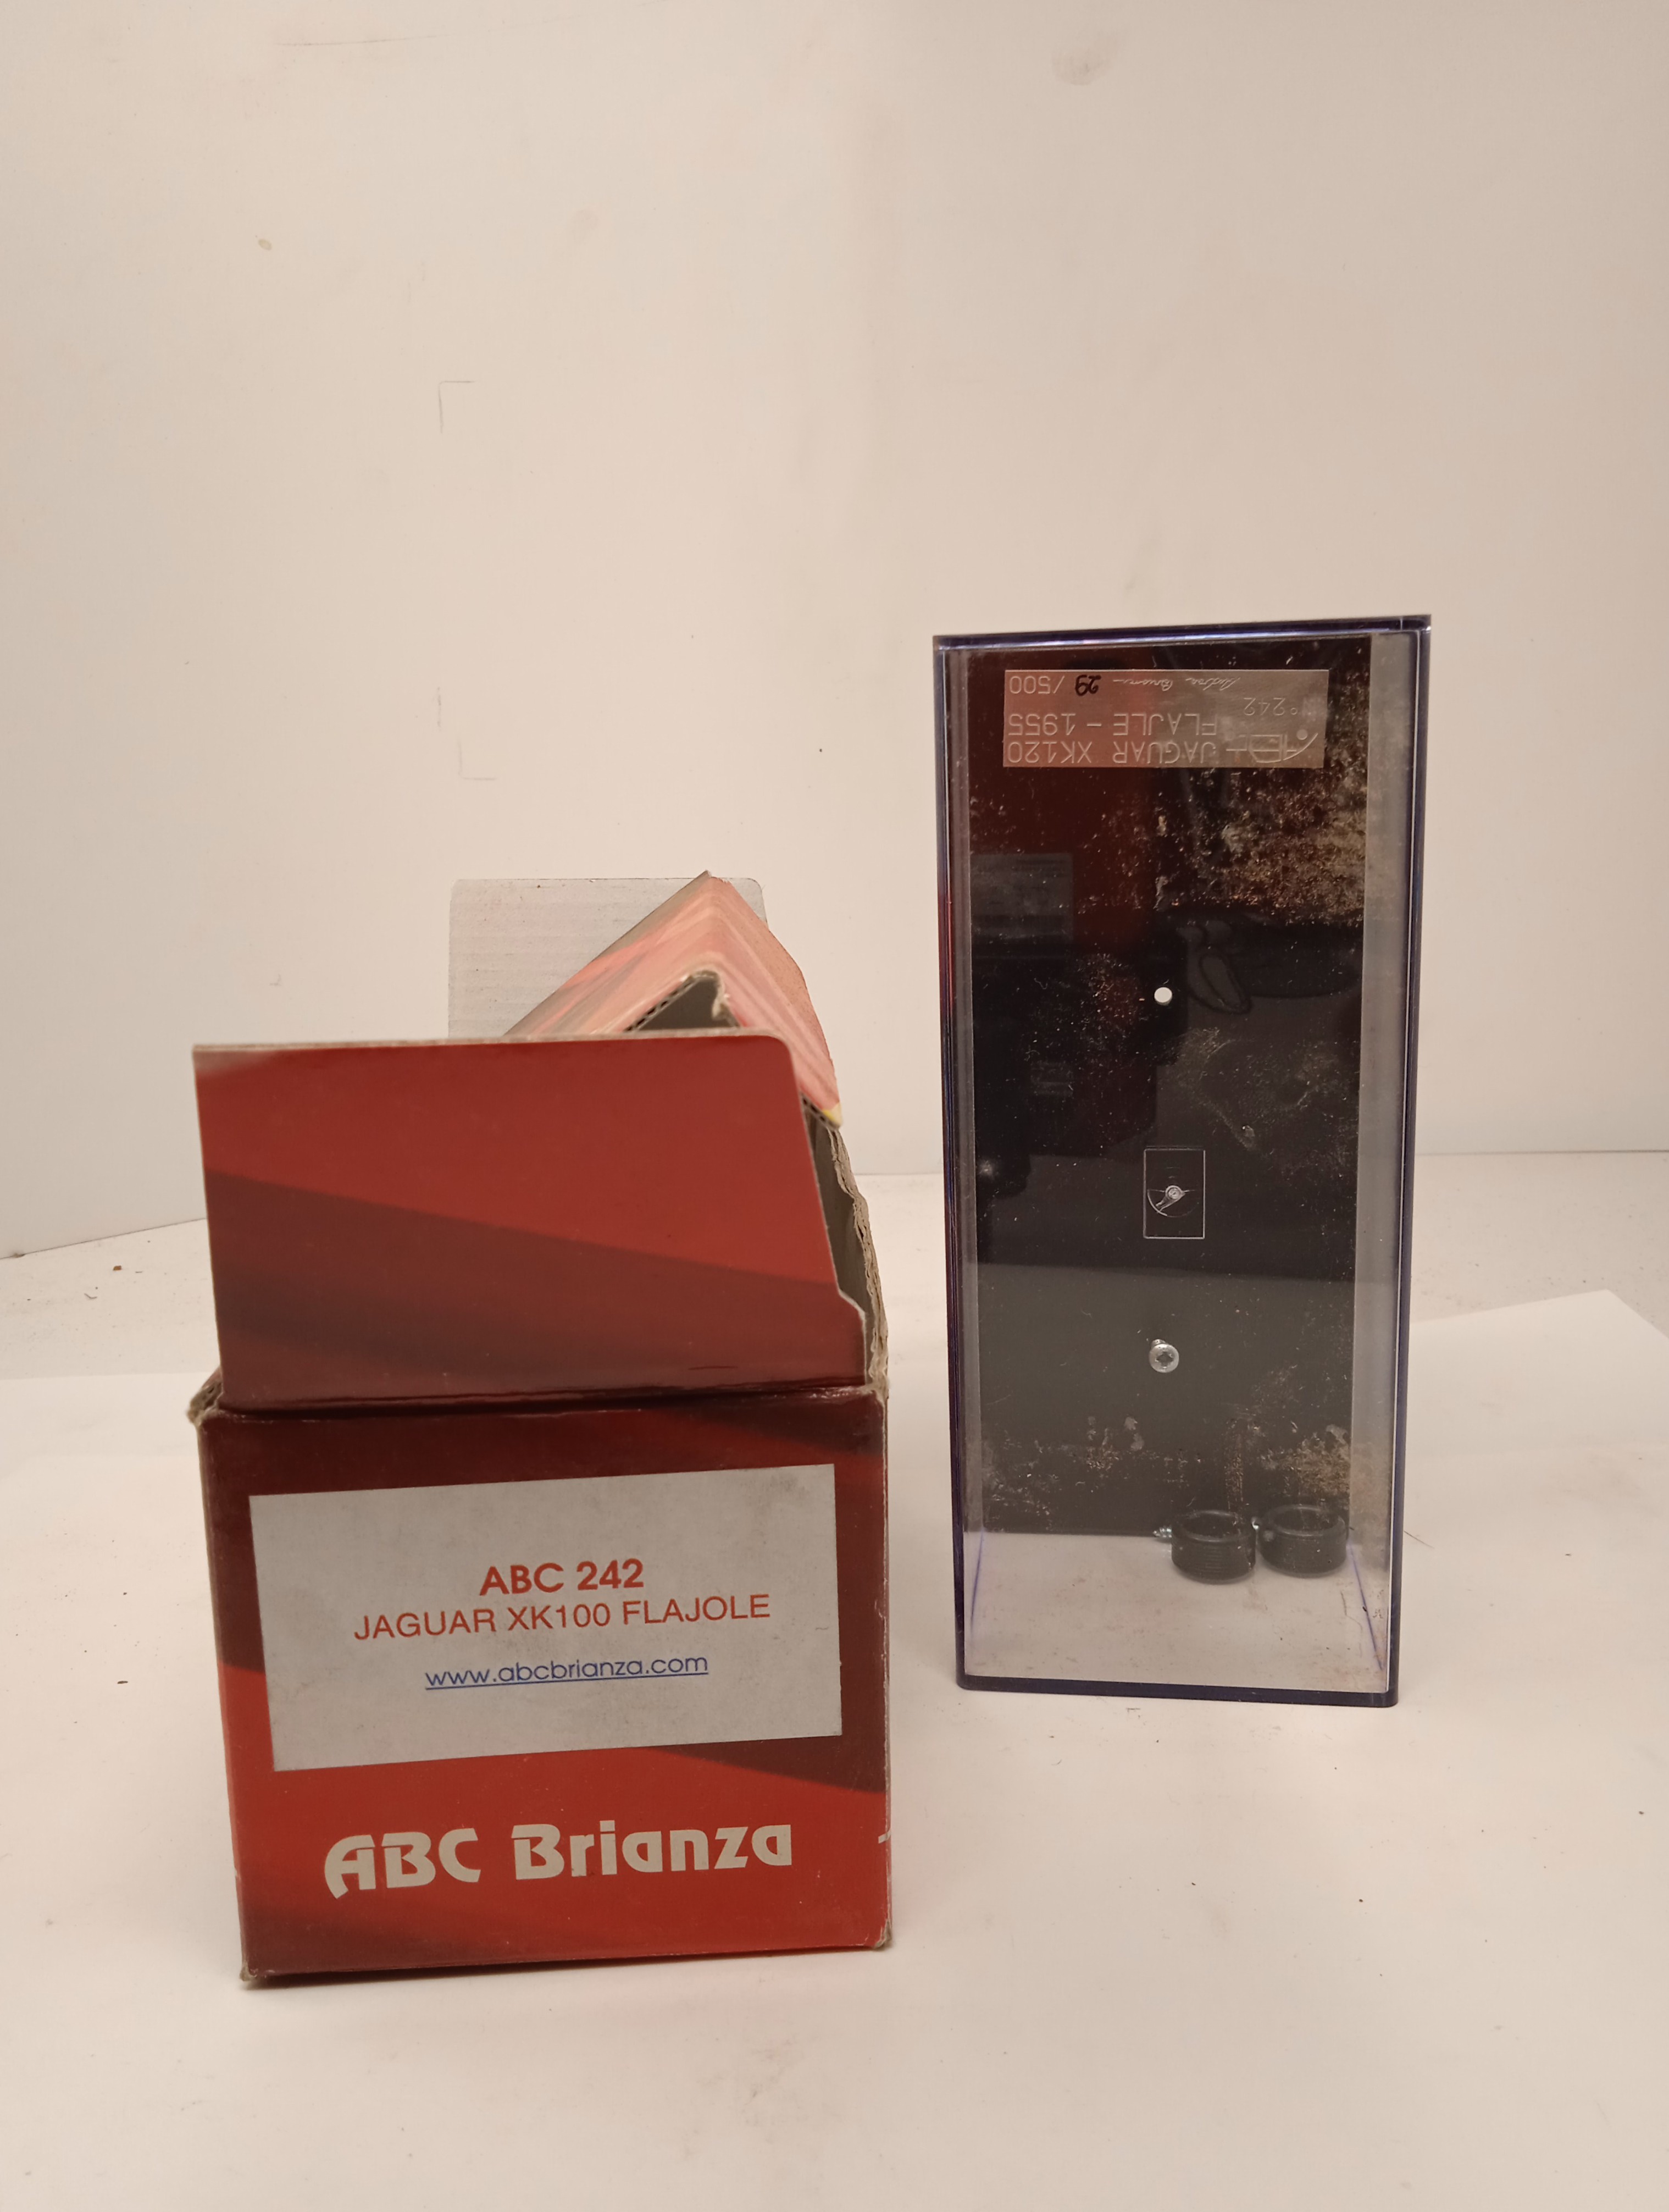 ABC 242
JAGUAR XK100 FLAJOLE
www.abcbrianza.com
ABC Brianza
JAGUAR XK120
FLAJLE - 1955
n°242
29 /500